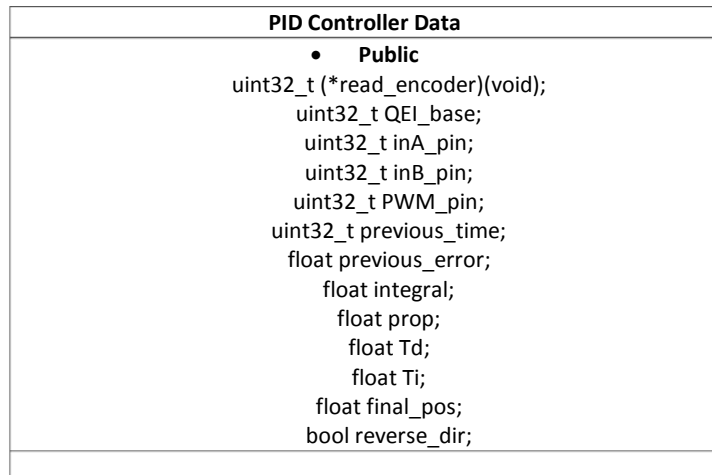 PID Controller Data
• Public
uint32_t (*read_encoder)(void);
uint32_t QEI_base;
uint32_t inA_pin;
uint32_t inB_pin;
uint32_t PWM_pin;
uint32_t previous_time;
float previous_error;
float integral;
float prop;
float Td;
float Ti;
float final_pos;
bool reverse_dir;